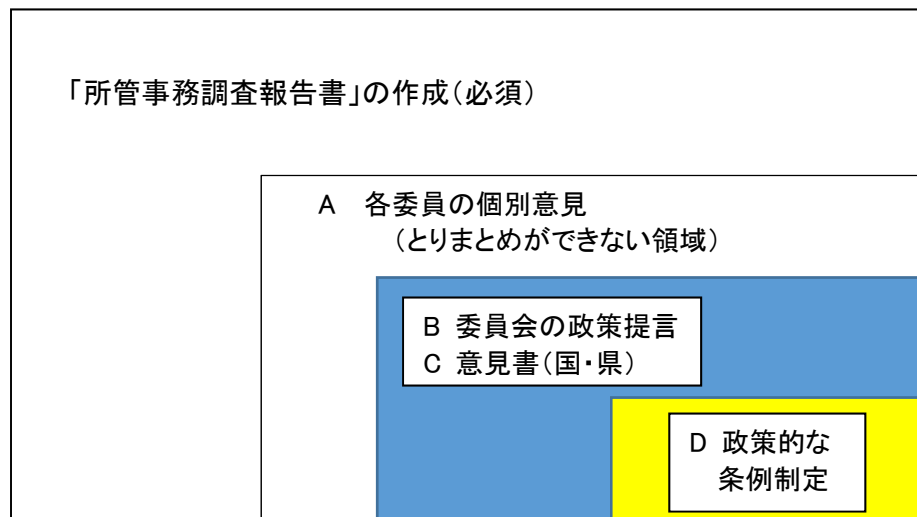 「所管事務調査報告書」の作成(必須)
A 各委員の個別意見
(とりまとめができない領域)
B 委員会の政策提言
C 意見書(国・県)
D 政策的な
条例制定